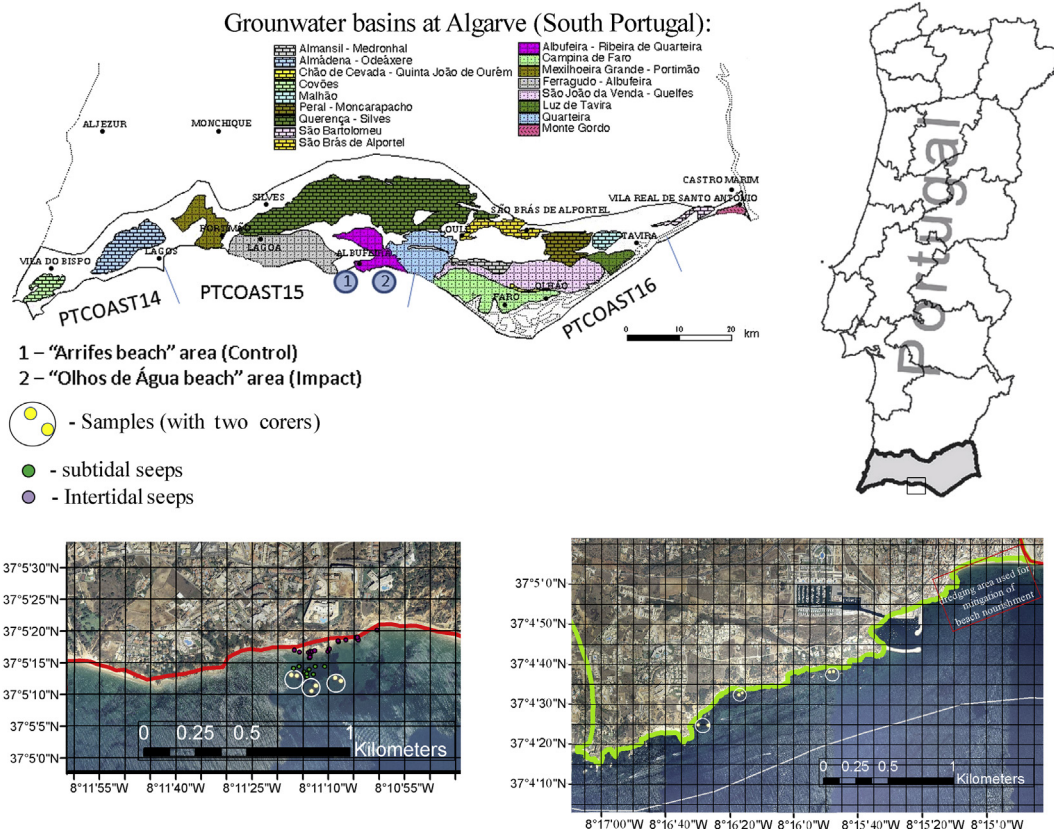 Grounwater basins at Algarve (South Portugal):
Almansil - Medronhal
Almàdena - Odeàxere
Chão de Cevada - Quinta João de Ourém
Covões
Malhão
Peral - Moncarapacho
Querença - Silves
São Bartolomeu
São Brás de Alportel
Albufeira - Ribeira de Quarteira
Campina de Faro
Mexilhoeira Grande - Portimão
Ferragudo - Albufeira
São João da Venda - Quelfes
Luz de Tavira
Quarteira
Monte Gordo
ALJEZUR
MONCHIQUE
CASTRO MARIM
VILA REAL DE SANTO ANTÓNIO
SILVES
SÃO BRÁS DE ALPORTEL
PORTIMÃO
LOULÉ
TAVIRA
LAGOA
LAGOS
ALBUFEIRA
VILA DO BISPO
OLHÃO
FARO
PTCOAST14
PTCOAST15
PTCOAST16
1
2
0 10 20 km
Portugal
1 – “Arrifes beach” area (Control)
2 – “Olhos de Água beach” area (Impact)
- Samples (with two corers)
- subtidal seeps
- Intertidal seeps
37°5'30"N
37°5'25"N
37°5'20"N
37°5'15"N
37°5'10"N
37°5'5"N
37°5'0"N
0 0.25 0.5 1
Kilometers
8°11'55"W 8°11'40"W 8°11'25"W 8°11'10"W 8°10'55"W
37°5'0"N
37°4'50"N
37°4'40"N
37°4'30"N
37°4'20"N
37°4'10"N
dredging area used for
mitigation of
beach nourishment
0 0.25 0.5 1
Kilometers
8°17'00"W 8°16'40"W 8°16'20"W 8°15'40"W 8°15'20"W 8°15'0"W